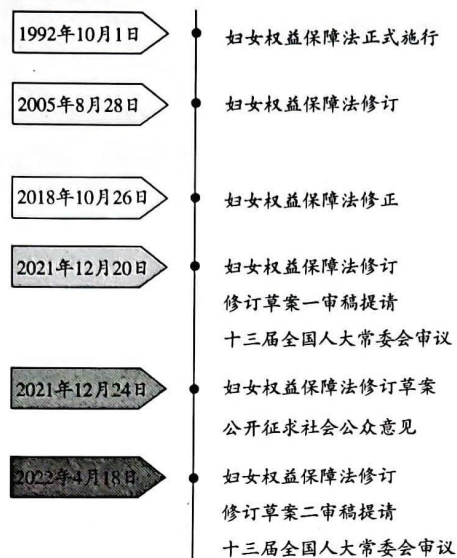 1992年10月1日
妇女权益保障法正式施行
2005年8月28日
妇女权益保障法修订
2018年10月26日
妇女权益保障法修正
2021年12月20日
妇女权益保障法修订
修订草案一审稿提请
十三届全国人大常委会审议
2021年12月24日
妇女权益保障法修订草案
公开征求社会公众意见
2022年4月18日
妇女权益保障法修订
修订草案二审稿提请
十三届全国人大常委会审议